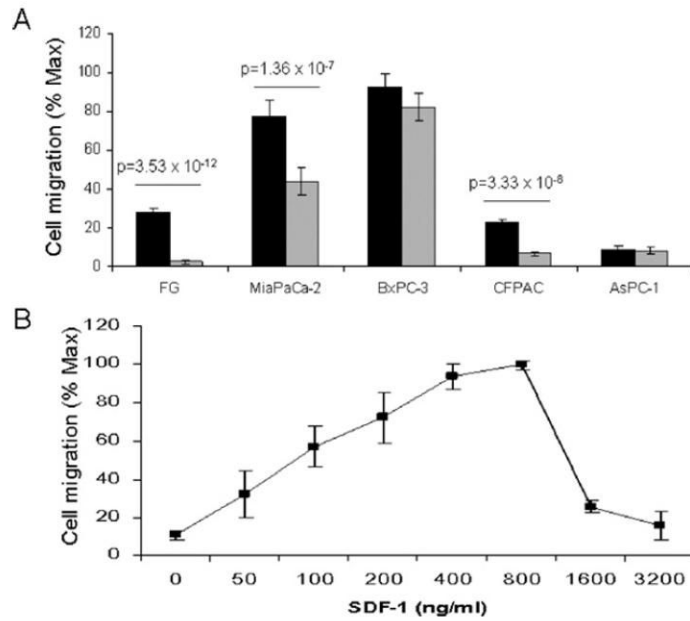 A
Cell migration (% Max)
120
100
80
60
40
20
0
p=3.53 x 10-12
p=1.36 x 10-7
p=3.33 x 10-8
FG MiaPaCa-2 BxPC-3 CFPAC AsPC-1
B
Cell migration (% Max)
120
100
80
60
40
20
0
0 50 100 200 400 800 1600 3200
SDF-1 (ng/ml)